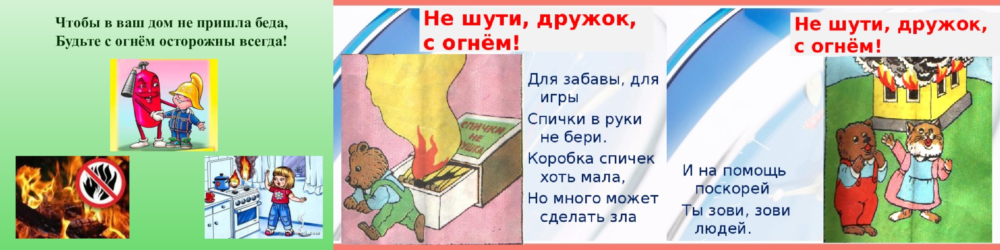 Чтобы в ваш дом не пришла беда,
Будьте с огнём осторожны всегда!
ЮП
Не шути, дружок,
с огнём!
СПИЧКИ
НЕ
Для забавы, для
игры
Спички в руки
не бери.
Коробка спичек
хоть мала,
Но много может
сделать зла
Не шути, дружок,
с огнём!
И на помощь
поскорей
Ты зови, зови
людей.